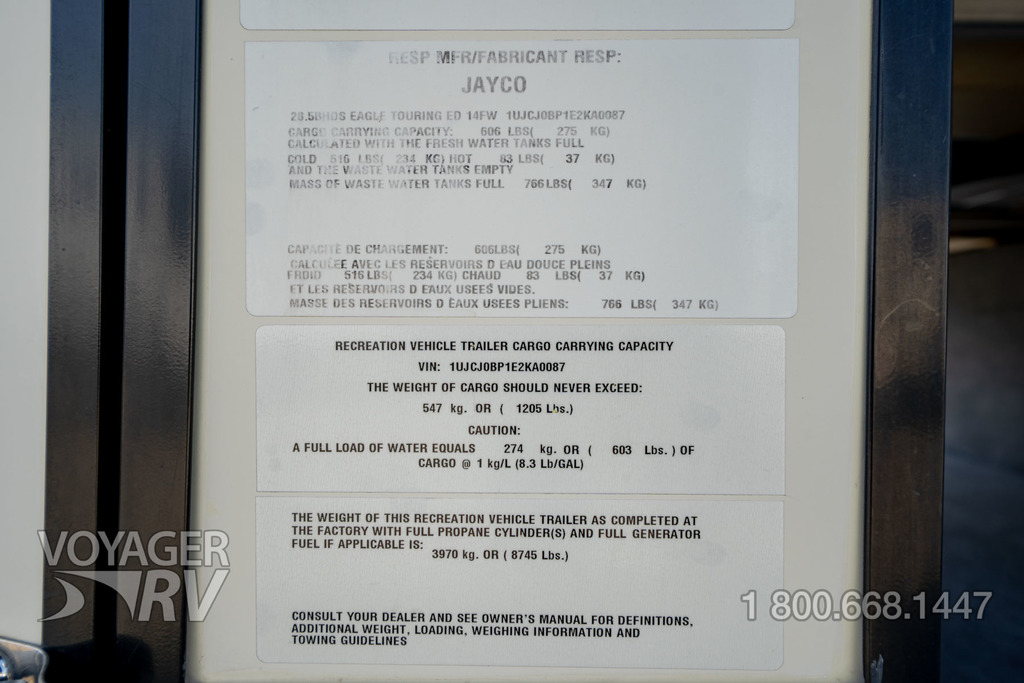 RESP MFR/FABRICANT RESP:
JAYCO
28.5BHDS EAGLE TOURING ED 14FW 1UJCJ0BP1E2KA0087
CARGO CARRYING CAPACITY: 606 LBS( 275 KG)
CALCULATED WITH THE FRESH WATER TANKS FULL
COLD 516 LBS( 234 KG) HOT 83 LBS( 37 KG)
AND THE WASTE WATER TANKS EMPTY
MASS OF WASTE WATER TANKS FULL 766LBS( 347 KG)
CAPACITE DE CHARGEMENT: 606LBS( 275 KG)
CALCULEE AVEC LES RESERVOIRS D EAU DOUCE PLEINS
FROID 516 LBS( 234 KG) CHAUD 83 LBS( 37 KG)
ET LES RESERVOIRS D EAUX USEES VIDES.
MASSE DES RESERVOIRS D EAUX USEES PLIENS: 766 LBS( 347 KG)
RECREATION VEHICLE TRAILER CARGO CARRYING CAPACITY
VIN: 1UJCJ0BP1E2KA0087
THE WEIGHT OF CARGO SHOULD NEVER EXCEED:
547 kg. OR ( 1205 Lbs.)
CAUTION:
A FULL LOAD OF WATER EQUALS 274 kg. OR ( 603 Lbs. ) OF
CARGO @ 1 kg/L (8.3 Lb/GAL)
THE WEIGHT OF THIS RECREATION VEHICLE TRAILER AS COMPLETED AT
THE FACTORY WITH FULL PROPANE CYLINDER(S) AND FULL GENERATOR
FUEL IF APPLICABLE IS: 3970 kg. OR ( 8745 Lbs.)
CONSULT YOUR DEALER AND SEE OWNER'S MANUAL FOR DEFINITIONS,
ADDITIONAL WEIGHT, LOADING, WEIGHING INFORMATION AND
TOWING GUIDELINES
VOYAGER
RV
1 800.668.1447